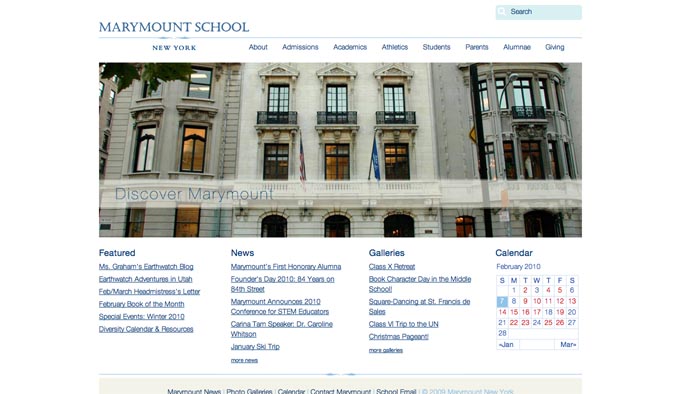 Search
MARYMOUNT SCHOOL
NEW YORK
About Admissions Academics Athletics Students Parents Alumnae Giving
Discover Marymount
Featured
Ms. Graham's Earthwatch Blog
Earthwatch Adventures in Utah
Feb/March Headmistress's Letter
February Book of the Month
Special Events: Winter 2010
Diversity Calendar & Resources
News
Marymount's First Honorary Alumna
Founder's Day 2010: 84 Years on
84th Street
Marymount Announces 2010
Conference for STEM Educators
Carina Tam Speaker: Dr. Caroline
Whitson
January Ski Trip
more news
Galleries
Class X Retreat
Book Character Day in the Middle
School!
Square-Dancing at St. Francis de
Sales
Class VI Trip to the UN
Christmas Pageant!
more galleries
Calendar
February 2010
S M T W T F S
1 2 3 4 5 6
7 8 9 10 11 12 13
14 15 16 17 18 19 20
21 22 23 24 25 26 27
28
«Jan Mar»
Marymount News | Photo Galleries | Calendar | Contact Marymount | School Email | © 2009 Marymount New York